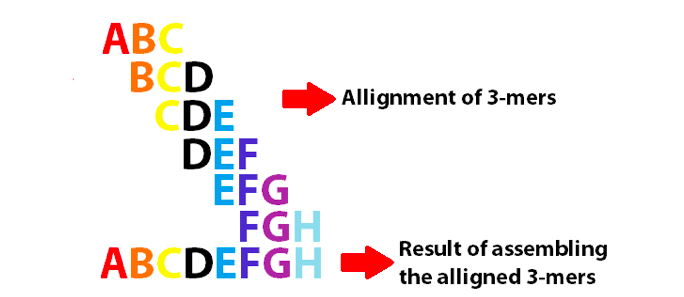 ABC
BCD
CDE
Allignment of 3-mers
DEF
EFG
FGH
ABCDEFGH
Result of assembling
the alligned 3-mers